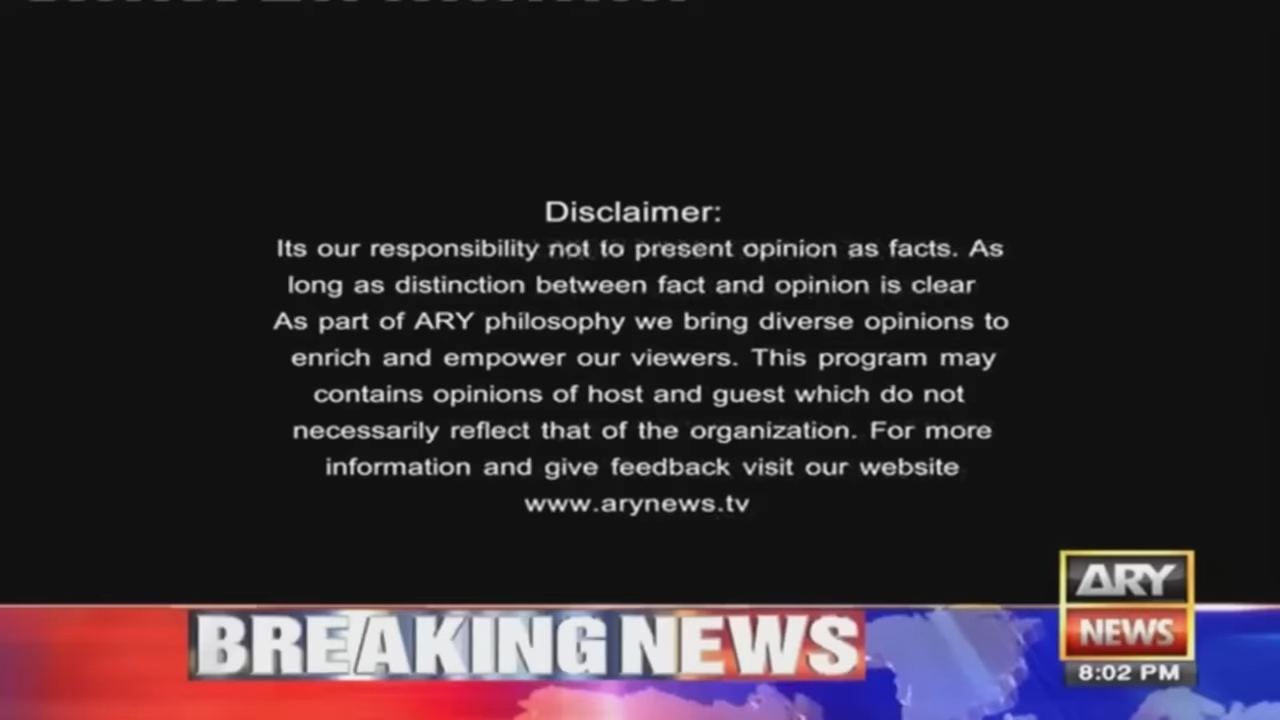 Disclaimer:
Its our responsibility not to present opinion as facts. As
long as distinction between fact and opinion is clear
As part of ARY philosophy we bring diverse opinions to
enrich and empower our viewers. This program may
contains opinions of host and guest which do not
necessarily reflect that of the organization. For more
information and give feedback visit our website
www.arynews.tv
ARY
NEWS
8:02 PM
BREAKING NEWS